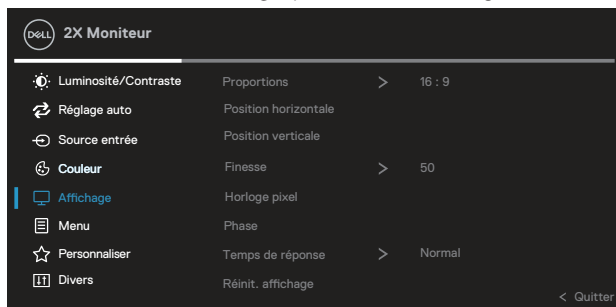 DELL 2X Moniteur
Luminosité/Contraste Proportions > 16 : 9
Réglage auto Position horizontale
Source entrée Position verticale
Couleur Finesse > 50
Affichage Horloge pixel
Menu Phase
Personnaliser Temps de réponse > Normal
Divers Réinit. affichage
< Quitter